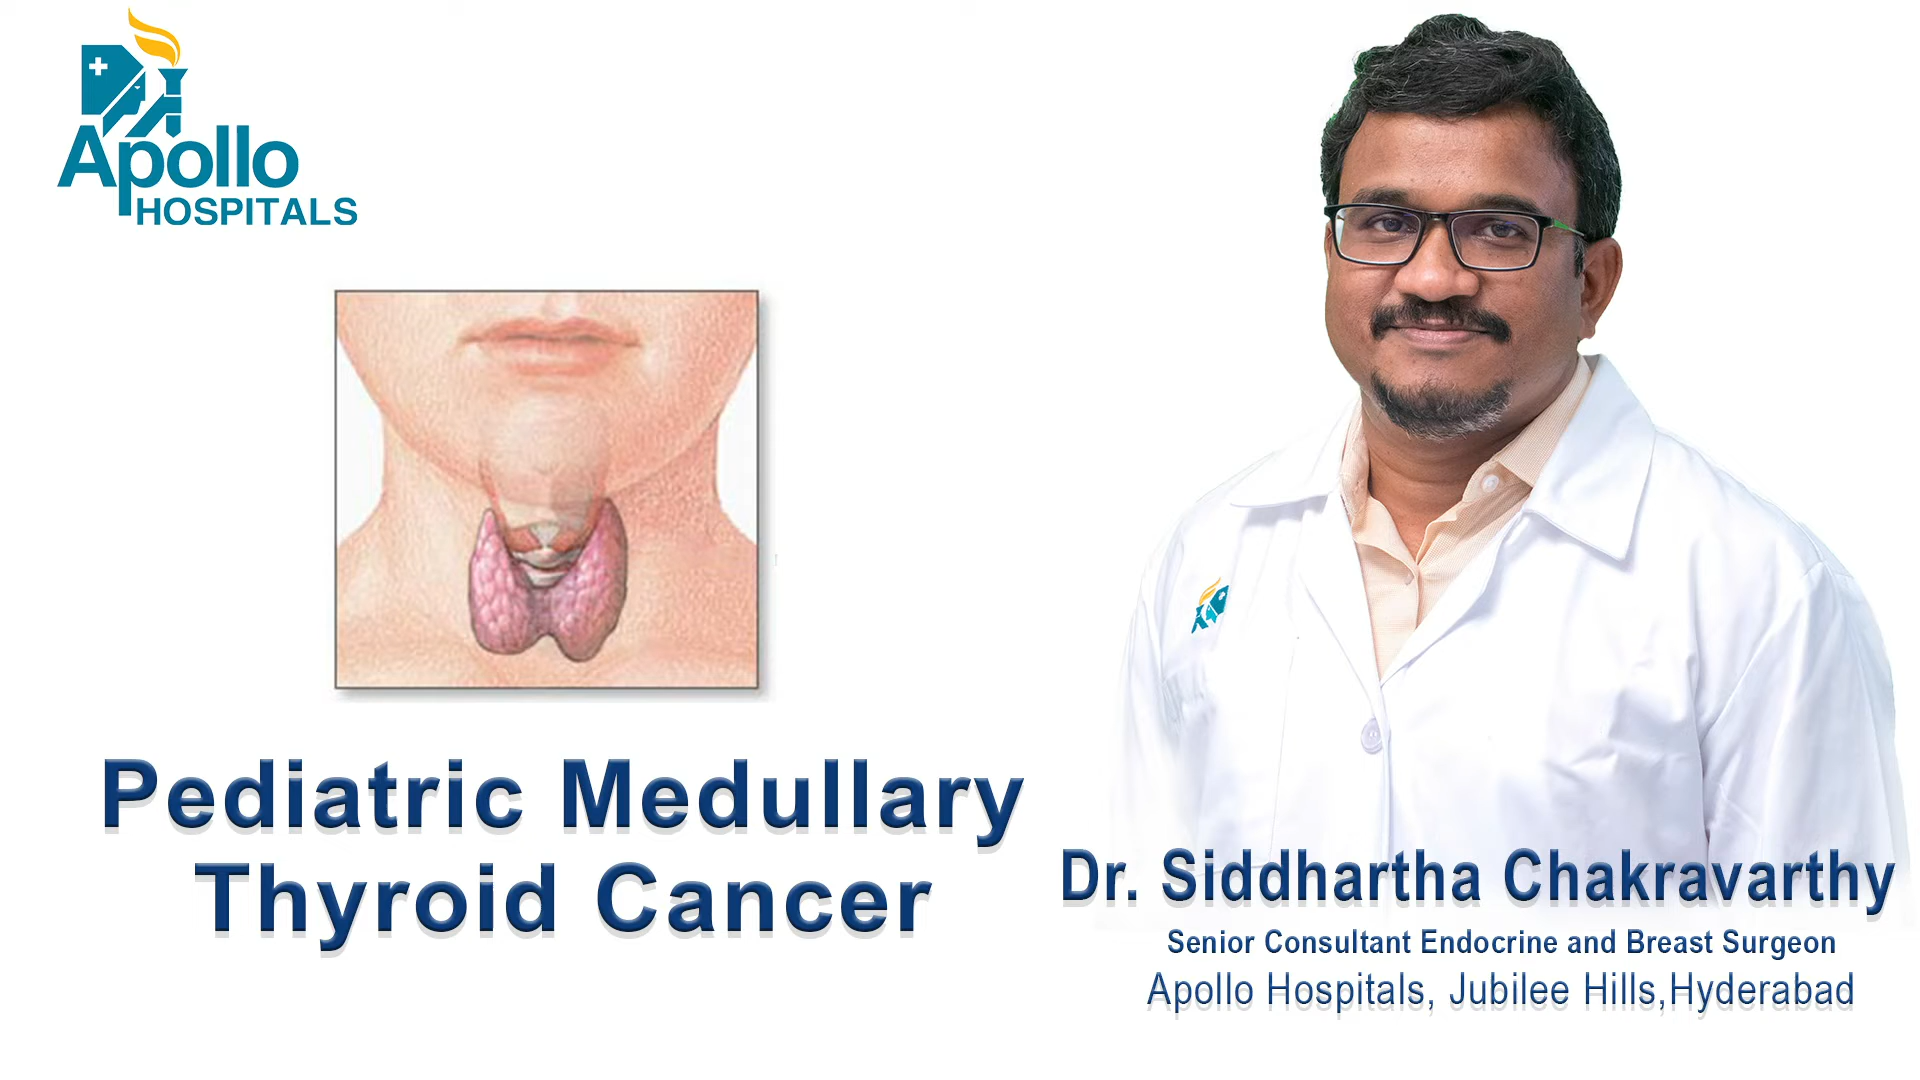 Apollo
HOSPITALS
Pediatric Medullary
Thyroid Cancer
Dr. Siddhartha Chakravarthy
Senior Consultant Endocrine and Breast Surgeon
Apollo Hospitals, Jubilee Hills,Hyderabad